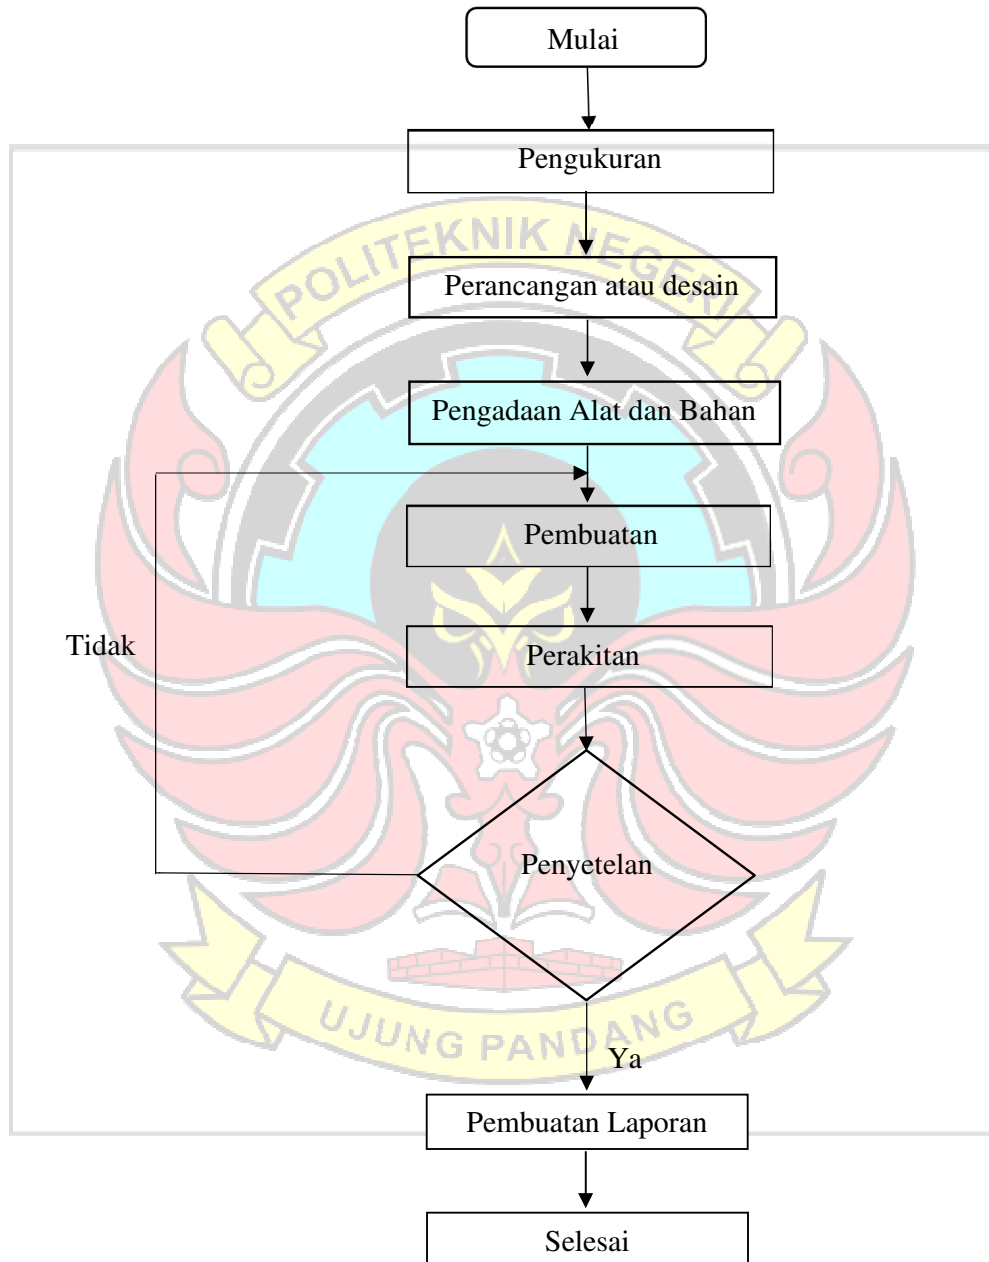 Mulai
Pengukuran
POLITEKNIK NEGERI
Perancangan atau desain
Pengadaan Alat dan Bahan
Pembuatan
Tidak
Perakitan
Penyetelan
UJUNG PANDANG
Ya
Pembuatan Laporan
Selesai